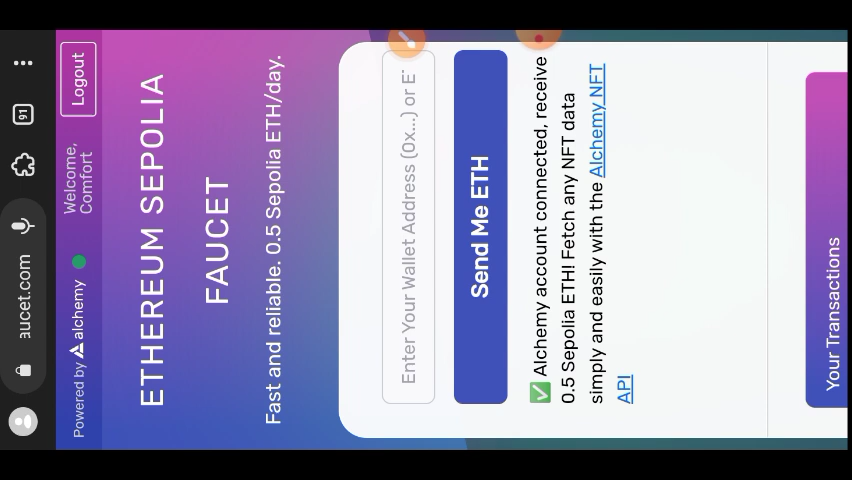 aucet.com
91
Powered by alchemy
Welcome,
Comfort
Logout
ETHEREUM SEPOLIA
FAUCET
Fast and reliable. 0.5 Sepolia ETH/day.
Enter Your Wallet Address (0x...) or E
Send Me ETH
✅ Alchemy account connected, receive
0.5 Sepolia ETH! Fetch any NFT data
simply and easily with the Alchemy NFT
API
Your Transactions